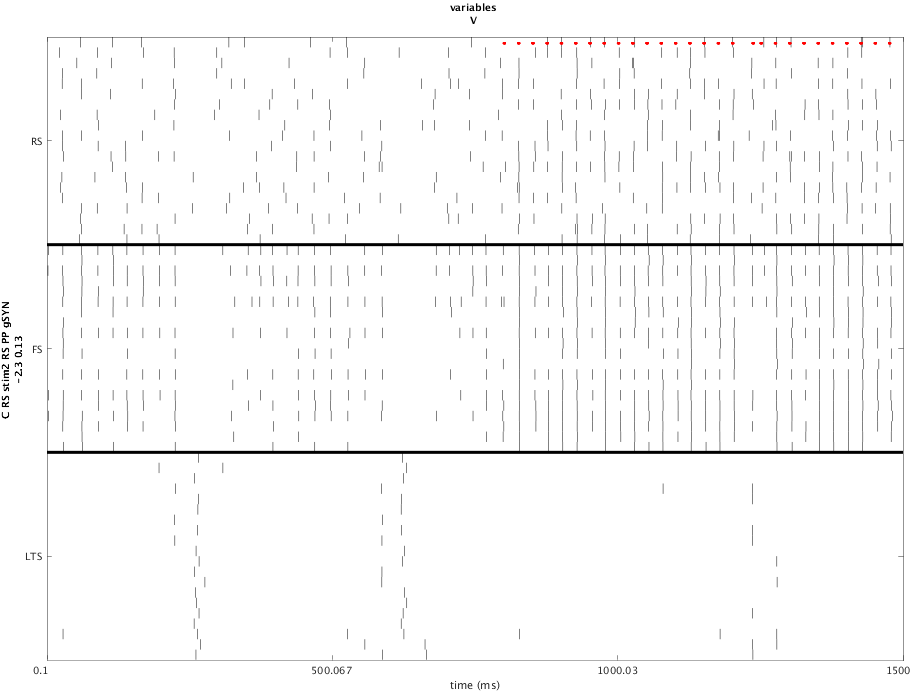 variables
V
RS
FS
LTS
C RS stim2 RS PP gSYN
-2.3 0.13
0.1
500.067
1000.03
1500
time (ms)